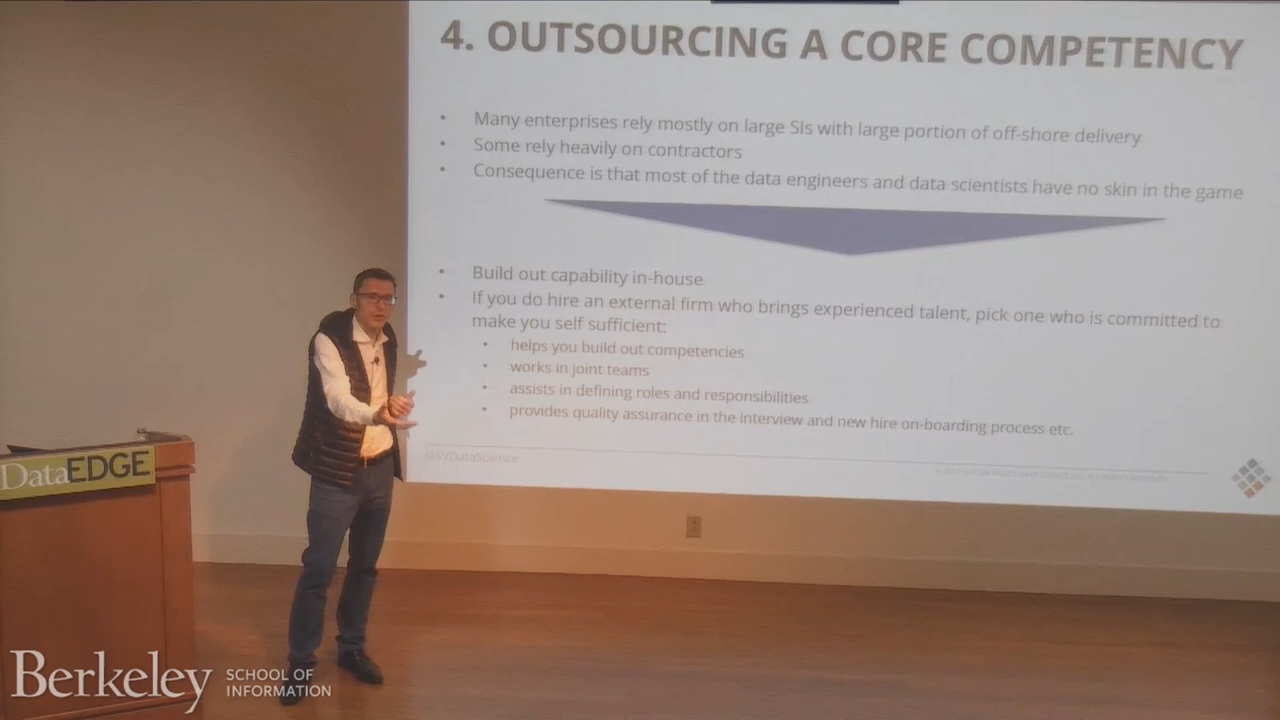 4. OUTSOURCING A CORE COMPETENCY
• Many enterprises rely mostly on large SIs with large portion of off-shore delivery
• Some rely heavily on contractors
• Consequence is that most of the data engineers and data scientists have no skin in the game
• Build out capability in-house
• If you do hire an external firm who brings experienced talent, pick one who is committed to
make you self sufficient:
• helps you build out competencies
• works in joint teams
• assists in defining roles and responsibilities
• provides quality assurance in the interview and new hire on-boarding process etc.
@SVDataScience
DataEDGE
Berkeley SCHOOL OF
INFORMATION